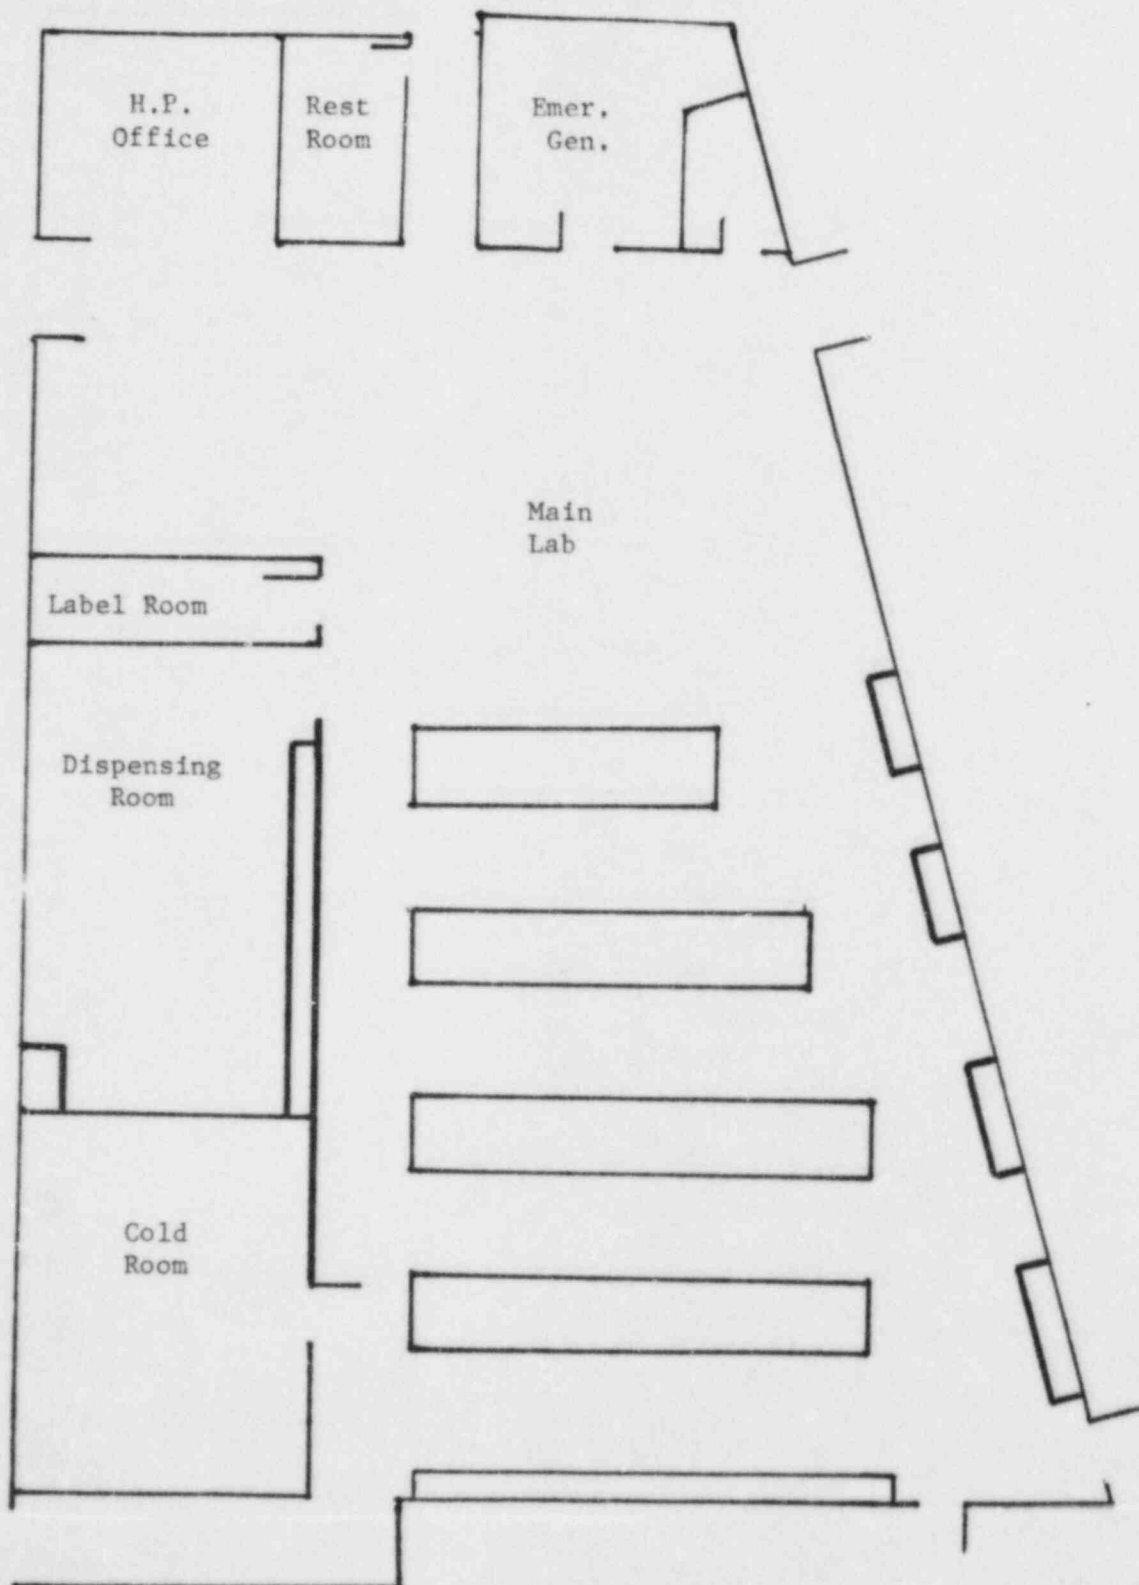 H.P.
Office
Rest
Room
Emer.
Gen.
Main
Lab
Label Room
Dispensing
Room
Cold
Room